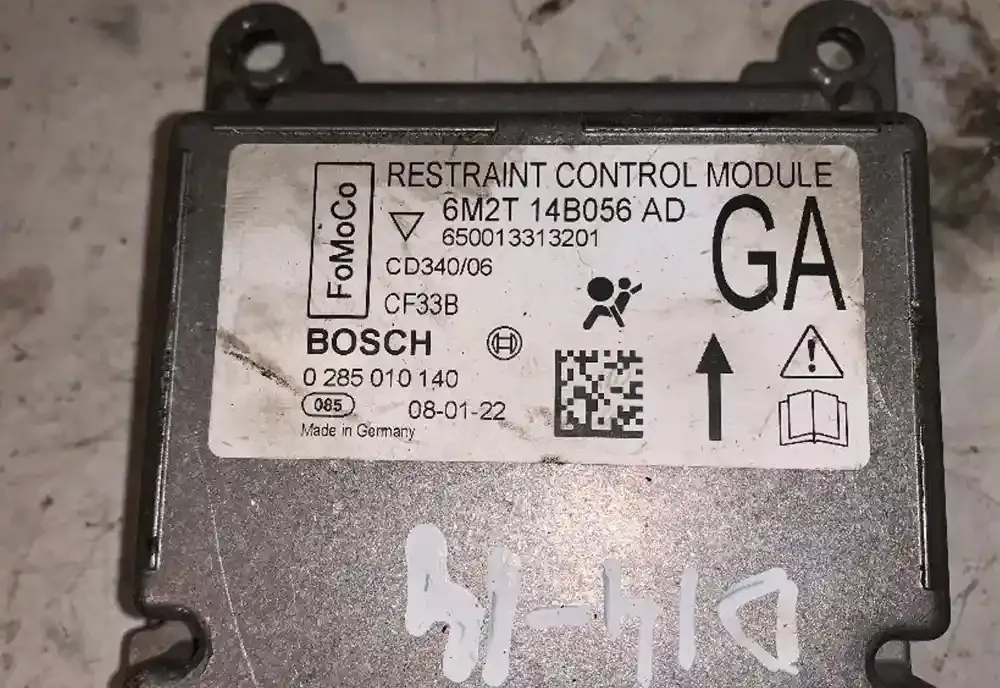 FoMoCo
RESTRAINT CONTROL MODULE
6M2T 14B056 AD
650013313201
GA
CD340/06
CF33B
BOSCH
0 285 010 140
085 08-01-22
Made in Germany